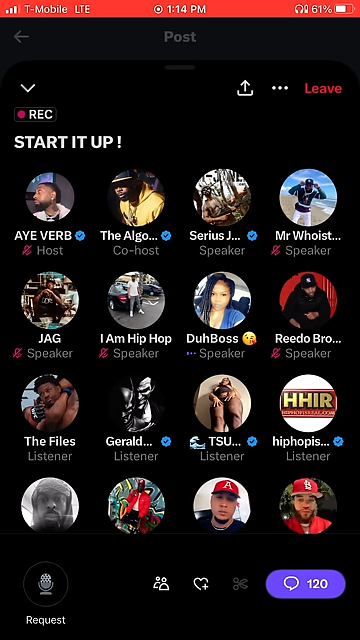 T-Mobile LTE 1:14 PM 61%
Post
Leave
REC
START IT UP !
AYE VERB The Algo... Serius J... Mr Whoist...
Host Co-host Speaker Speaker
JAG I Am Hip Hop DuhBoss 😘 Reedo Bro...
Speaker Speaker Speaker Speaker
The Files Gerald... 🌊 TSU... hiphopis...
Listener Listener Listener Listener
HHIR
HIPHOPISREAL.COM
A
120
Request